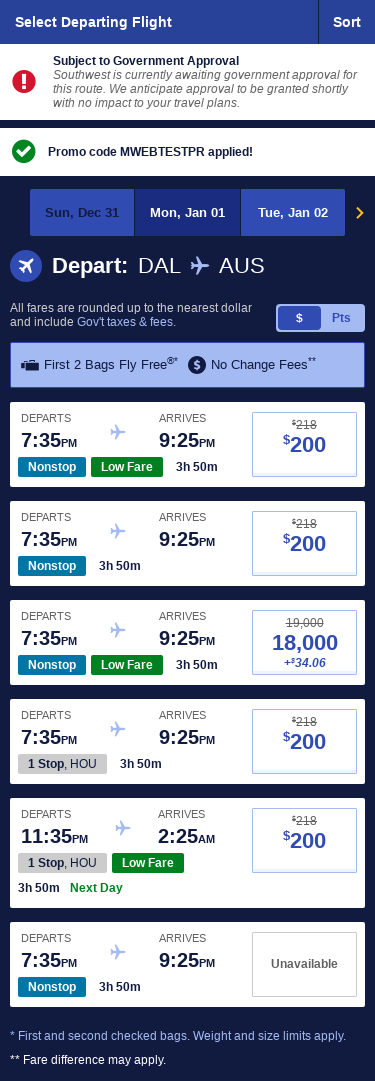 Select Departing Flight
Sort
Subject to Government Approval
Southwest is currently awaiting government approval for
this route. We anticipate approval to be granted shortly
with no impact to your travel plans.
Promo code MWEBTESTPR applied!
Sun, Dec 31
Mon, Jan 01
Tue, Jan 02
Depart: DAL AUS
All fares are rounded up to the nearest dollar
and include Gov't taxes & fees.
$
Pts
First 2 Bags Fly Free®*
No Change Fees**
DEPARTS
ARRIVES
7:35PM
9:25PM
Nonstop
Low Fare
3h 50m
$218
$200
DEPARTS
ARRIVES
7:35PM
9:25PM
Nonstop
3h 50m
$218
$200
DEPARTS
ARRIVES
7:35PM
9:25PM
Nonstop
Low Fare
3h 50m
19,000
18,000
+$34.06
DEPARTS
ARRIVES
7:35PM
9:25PM
1 Stop, HOU
3h 50m
$218
$200
DEPARTS
ARRIVES
11:35PM
2:25AM
1 Stop, HOU
Low Fare
3h 50m
Next Day
$218
$200
DEPARTS
ARRIVES
7:35PM
9:25PM
Nonstop
3h 50m
Unavailable
* First and second checked bags. Weight and size limits apply.
** Fare difference may apply.